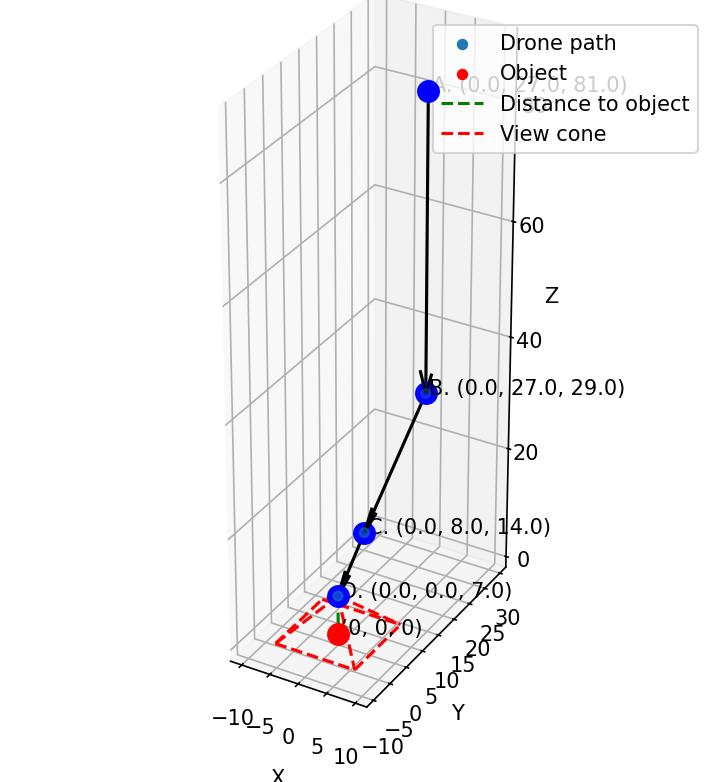 Drone path
Object
Distance to object
View cone
A. (0.0, 27.0, 81.0)
80
60
Z
40
B. (0.0, 27.0, 29.0)
20
C. (0.0, 8.0, 14.0)
0
D. (0.0, 0.0, 7.0)
(0, 0, 0)
30
25
20
15
10
5
0
−5
−10
Y
−10
−5
0
5
10
X